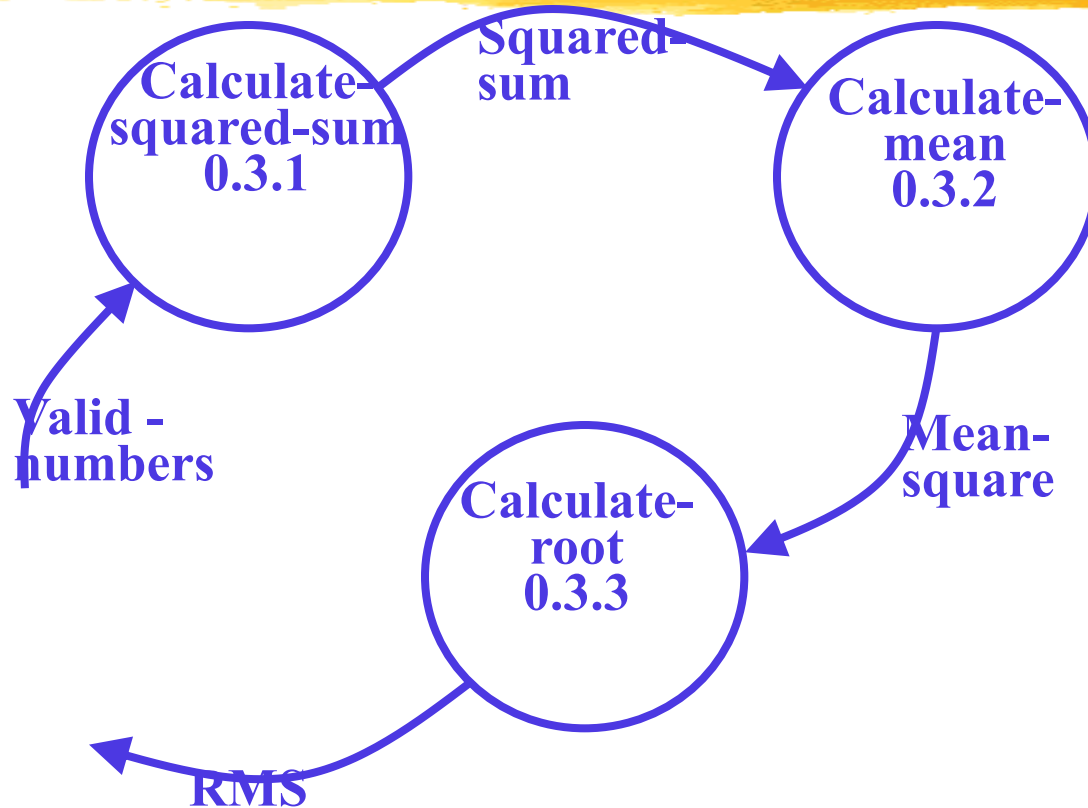 Calculate-
squared-sum
0.3.1
Squared-
sum
Calculate-
mean
0.3.2
Valid -
numbers
Mean-
square
Calculate-
root
0.3.3
RMS